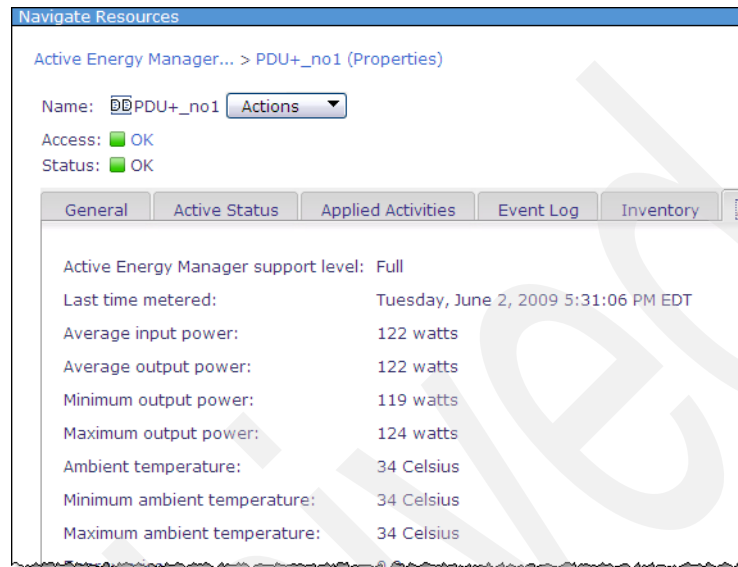 Navigate Resources
Active Energy Manager... > PDU+_no1 (Properties)
Name: PDU+_no1 Actions
Access: OK
Status: OK
General Active Status Applied Activities Event Log Inventory
Active Energy Manager support level: Full
Last time metered: Tuesday, June 2, 2009 5:31:06 PM EDT
Average input power: 122 watts
Average output power: 122 watts
Minimum output power: 119 watts
Maximum output power: 124 watts
Ambient temperature: 34 Celsius
Minimum ambient temperature: 34 Celsius
Maximum ambient temperature: 34 Celsius